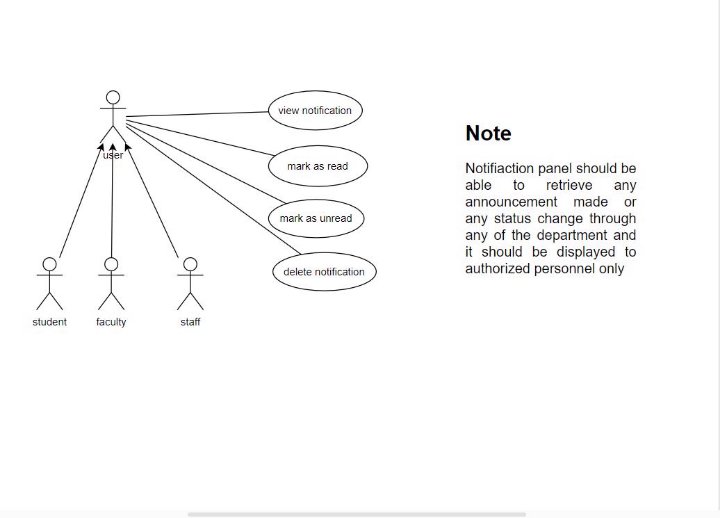 view notification
mark as read
user
mark as unread
delete notification
student
faculty
staff
Note
Notifiaction panel should be
able to retrieve any
announcement made or
any status change through
any of the department and
it should be displayed to
authorized personnel only